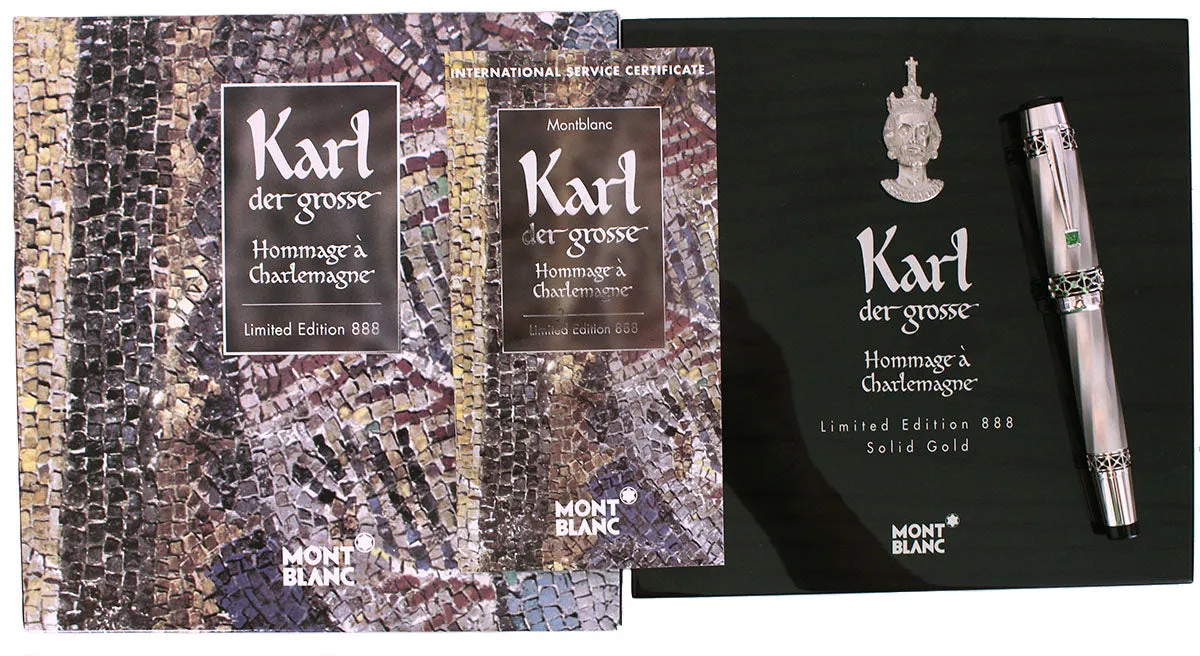 Karl
der grosse
Hommage à
Charlemagne
Limited Edition 888
MONT
BLANC
INTERNATIONAL SERVICE CERTIFICATE
Montblanc
Karl
der grosse
Hommage à
Charlemagne
Limited Edition 888
MONT
BLANC
Karl
der grosse
Hommage à
Charlemagne
Limited Edition 888
Solid Gold
MONT
BLANC